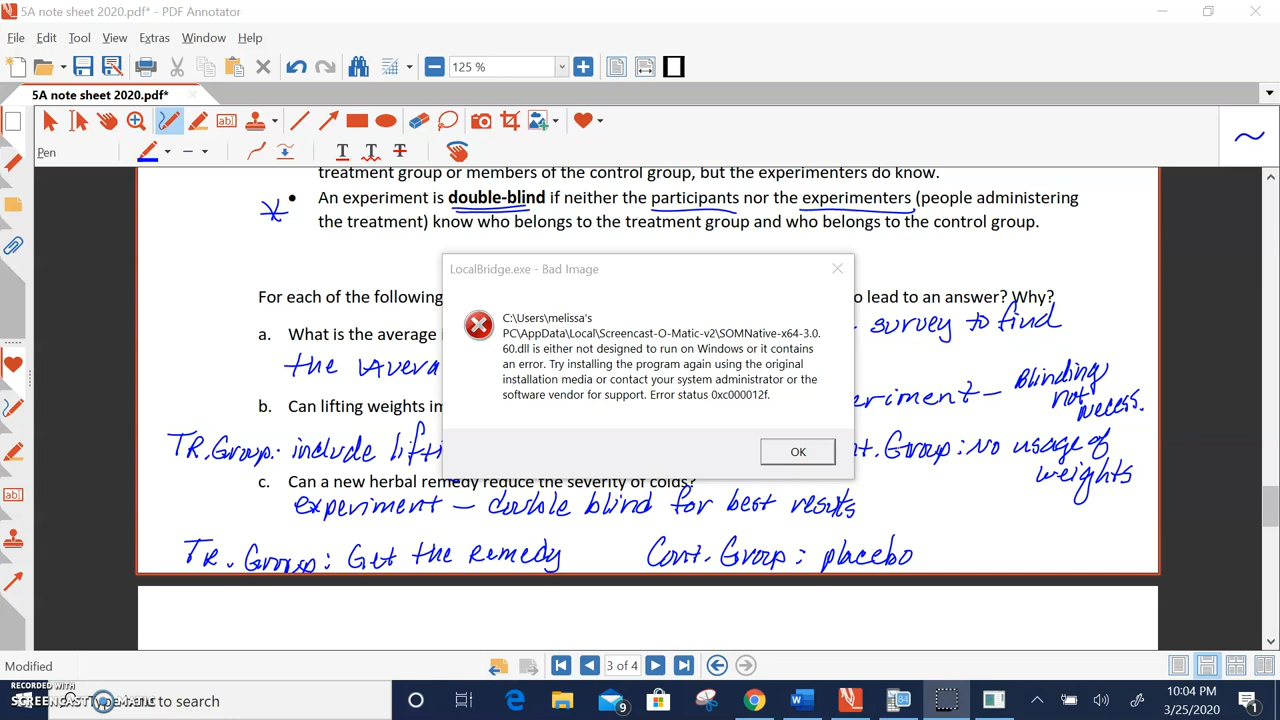 5A note sheet 2020.pdf* - PDF Annotator
File Edit Tool View Extras Window Help
125 %
5A note sheet 2020.pdf*
Pen
treatment group or members of the control group, but the experimenters do know.
• An experiment is double-blind if neither the participants nor the experimenters (people administering
the treatment) know who belongs to the treatment group and who belongs to the control group.
LocalBridge.exe - Bad Image
C:\Users\melissa's
PC\AppData\Local\Screencast-O-Matic-v2\SOMNative-x64-3.0.
60.dll is either not designed to run on Windows or it contains
an error. Try installing the program again using the original
installation media or contact your system administrator or the
software vendor for support. Error status 0xc000012f.
OK
For each of the following
o lead to an answer? Why?
a. What is the average i
survey to find
the Avera
b. Can lifting weights im
eriment - Blinding
not
necess.
TR. Group: include lifti
t. Group: No usage of
weights
c. Can a new herbal remedy reduce the severity of colds?
experiment - double blind for best results
TR. Group: Get the Remedy Cont. Group: placebo
3 of 4
Modified
RECORDED WITH
SCREENCAST-O-MATIC
Type here to search
9
10:04 PM
3/25/2020
1